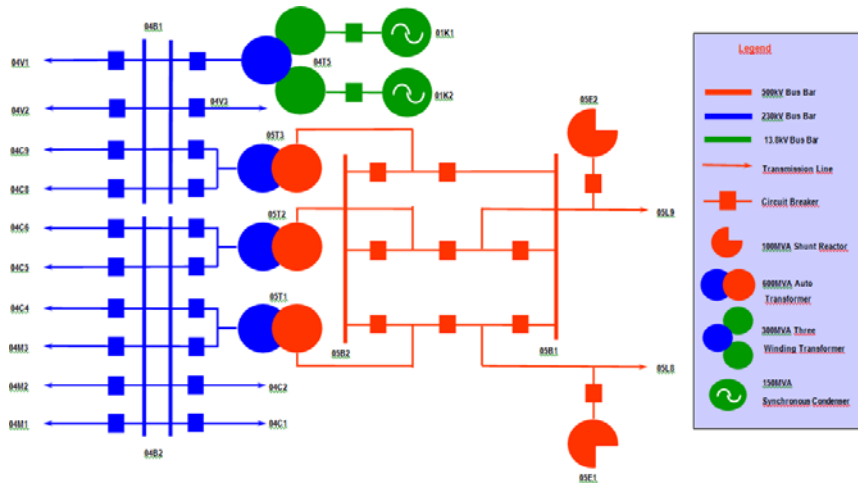 04B1
01K1
04V1
04T5
04V2
04V3
01K2
05E2
04C9
05T3
04C8
05T2
05L9
04C6
04C5
04C4
05T1
05B2
05B1
04M3
05L8
04M2
04C2
04M1
04C1
04B2
05E1
Legend
500kV Bus Bar
230kV Bus Bar
13.8kV Bus Bar
Transmission Line
Circuit Breaker
100MVA Shunt Reactor
600MVA Auto
Transformer
300MVA Three
Winding Transformer
150MVA
Synchronous Condenser